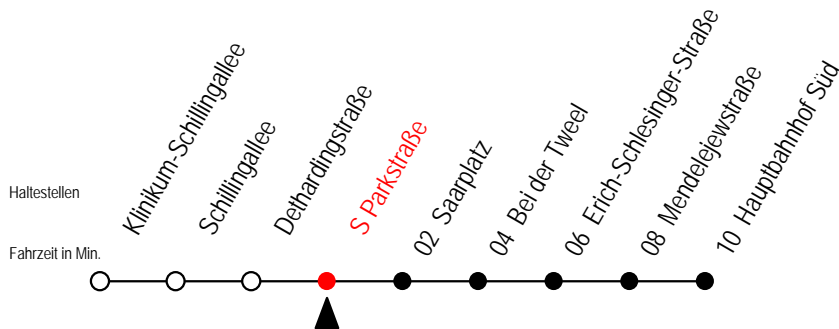 Klinikum-Schillingallee
Schillingallee
Dethardingstraße
S Parkstraße
02 Saarplatz
04 Bei der Tweel
06 Erich-Schlesinger-Straße
08 Mendelejewstraße
10 Hauptbahnhof Süd
Haltestellen
Fahrzeit in Min.